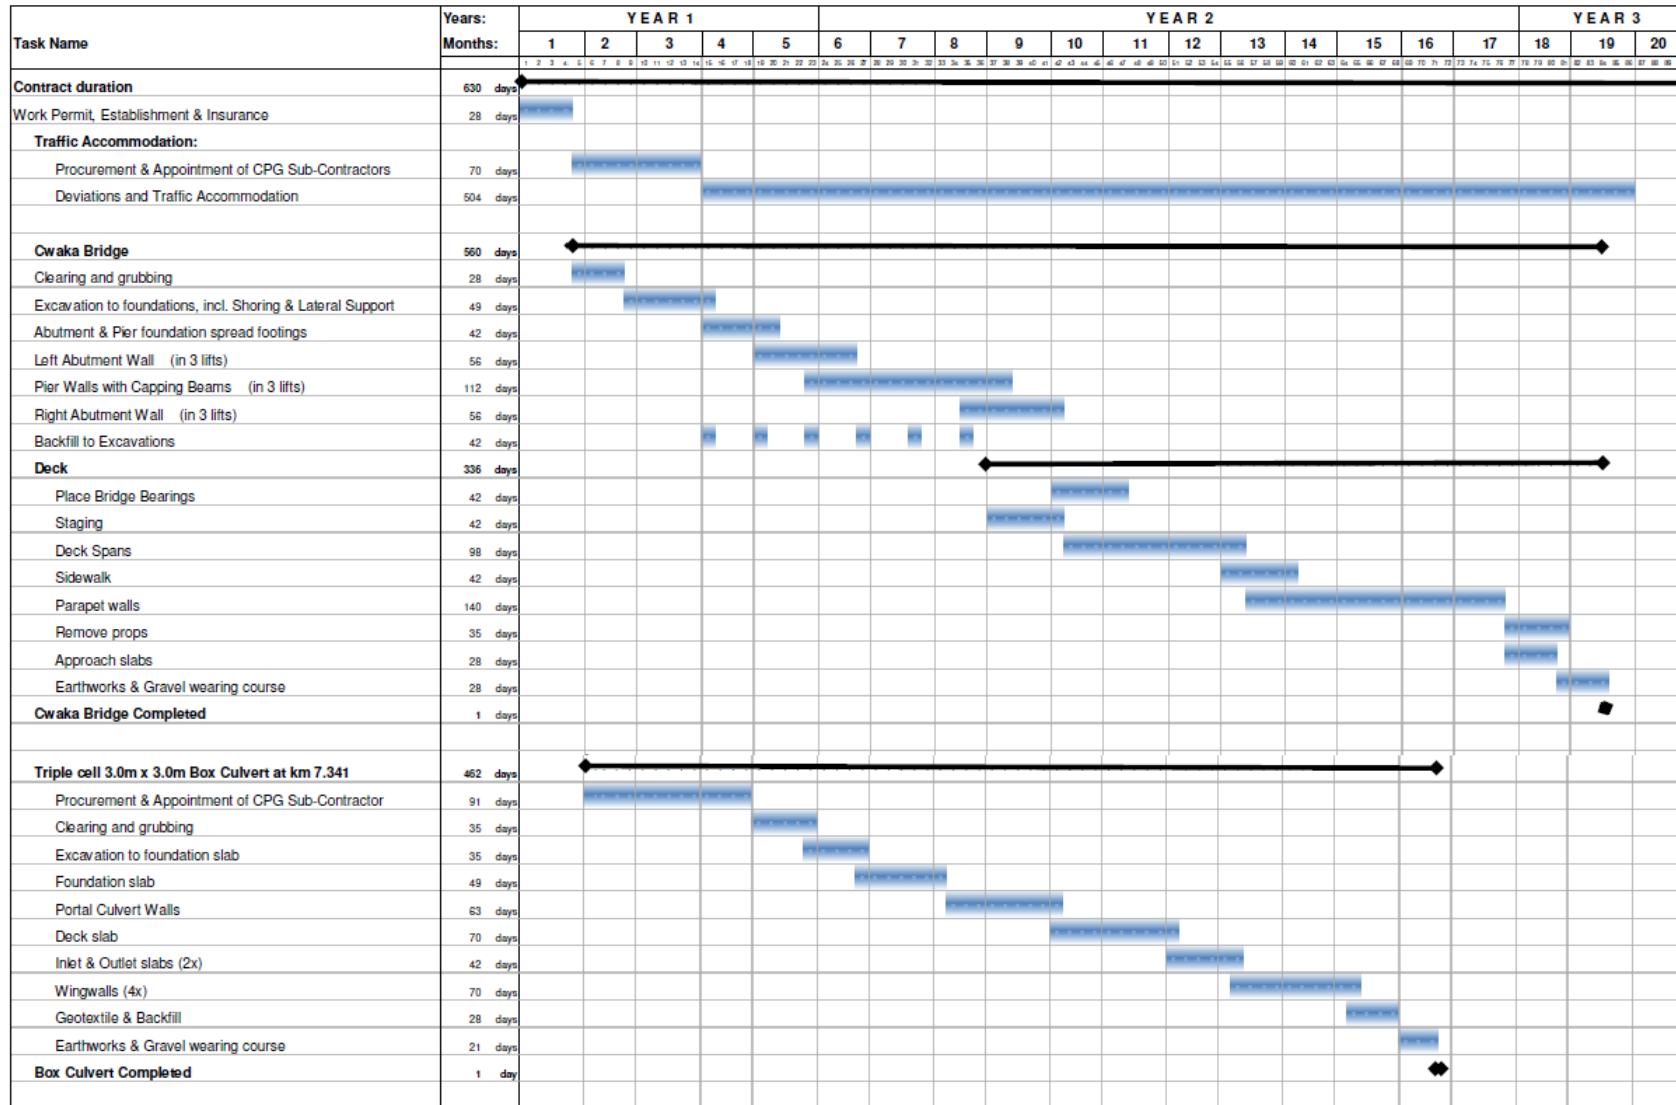 Years: YEAR 1 YEAR 2 YEAR 3
Task Name Months: 1 2 3 4 5 6 7 8 9 10 11 12 13 14 15 16 17 18 19 20
Contract duration 630 days
Work Permit, Establishment & Insurance 28 days
Traffic Accommodation:
Procurement & Appointment of CPG Sub-Contractors 70 days
Deviations and Traffic Accommodation 504 days
Cwaka Bridge 560 days
Clearing and grubbing 28 days
Excavation to foundations, incl. Shoring & Lateral Support 49 days
Abutment & Pier foundation spread footings 42 days
Left Abutment Wall (in 3 lifts) 56 days
Pier Walls with Capping Beams (in 3 lifts) 112 days
Right Abutment Wall (in 3 lifts) 56 days
Backfill to Excavations 42 days
Deck 336 days
Place Bridge Bearings 42 days
Staging 42 days
Deck Spans 98 days
Sidewalk 42 days
Parapet walls 140 days
Remove props 35 days
Approach slabs 28 days
Earthworks & Gravel wearing course 28 days
Cwaka Bridge Completed 1 days
Triple cell 3.0m x 3.0m Box Culvert at km 7.341 462 days
Procurement & Appointment of CPG Sub-Contractor 91 days
Clearing and grubbing 35 days
Excavation to foundation slab 35 days
Foundation slab 49 days
Portal Culvert Walls 63 days
Deck slab 70 days
Inlet & Outlet slabs (2x) 42 days
Wingwalls (4x) 70 days
Geotextile & Backfill 28 days
Earthworks & Gravel wearing course 21 days
Box Culvert Completed 1 day